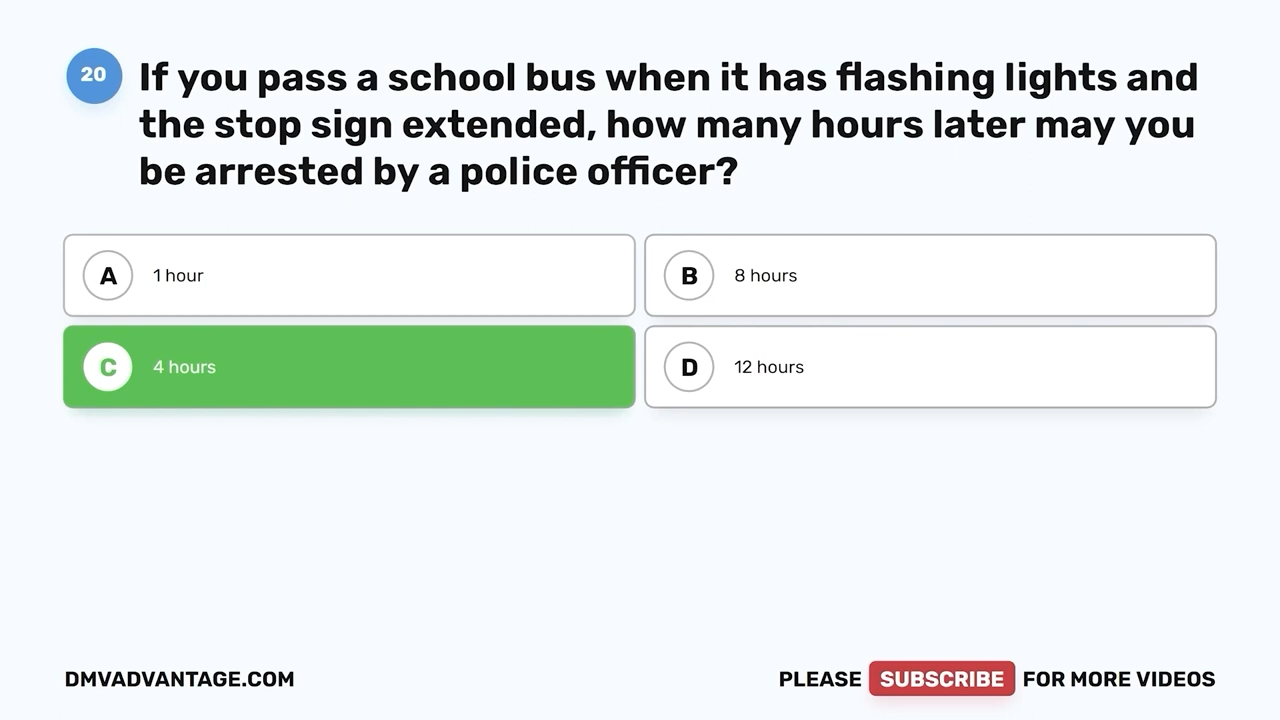 20
If you pass a school bus when it has flashing lights and
the stop sign extended, how many hours later may you
be arrested by a police officer?
A 1 hour
B 8 hours
C 4 hours
D 12 hours
DMVADVANTAGE.COM
PLEASE SUBSCRIBE FOR MORE VIDEOS